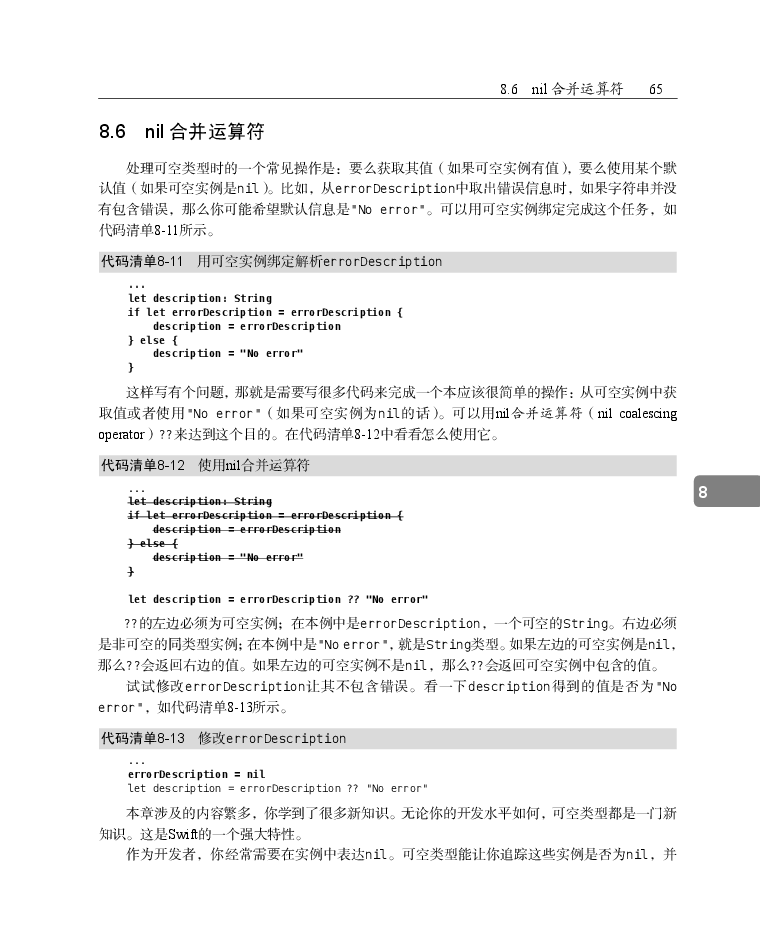 8.6 nil 合并运算符 65
8.6 nil 合并运算符
处理可空类型时的一个常见操作是：要么获取其值（如果可空实例有值），要么使用某个默
认值（如果可空实例是nil）。比如，从errorDescription中取出错误信息时，如果字符串并没
有包含错误，那么你可能希望默认信息是"No error"。可以用可空实例绑定完成这个任务，如
代码清单8-11所示。
代码清单8-11 用可空实例绑定解析errorDescription
...
let description: String
if let errorDescription = errorDescription {
    description = errorDescription
} else {
    description = "No error"
}
这样写有个问题，那就是需要写很多代码来完成一个本应该很简单的操作：从可空实例中获
取值或者使用"No error"（如果可空实例为nil的话）。可以用nil合并运算符（nil coalescing
operator）??来达到这个目的。在代码清单8-12中看看怎么使用它。
代码清单8-12 使用nil合并运算符
...
let description: String
if let errorDescription = errorDescription {
    description = errorDescription
} else {
    description = "No error"
}
let description = errorDescription ?? "No error"
8
??的左边必须为可空实例；在本例中是errorDescription，一个可空的String。右边必须
是非可空的同类型实例；在本例中是"No error"，就是String类型。如果左边的可空实例是nil，
那么??会返回右边的值。如果左边的可空实例不是nil，那么??会返回可空实例中包含的值。
试试修改errorDescription让其不包含错误。看一下description得到的值是否为"No
error"，如代码清单8-13所示。
代码清单8-13 修改errorDescription
...
errorDescription = nil
let description = errorDescription ?? "No error"
本章涉及的内容繁多，你学到了很多新知识。无论你的开发水平如何，可空类型都是一门新
知识。这是Swift的一个强大特性。
作为开发者，你经常需要在实例中表达nil。可空类型能让你追踪这些实例是否为nil，并